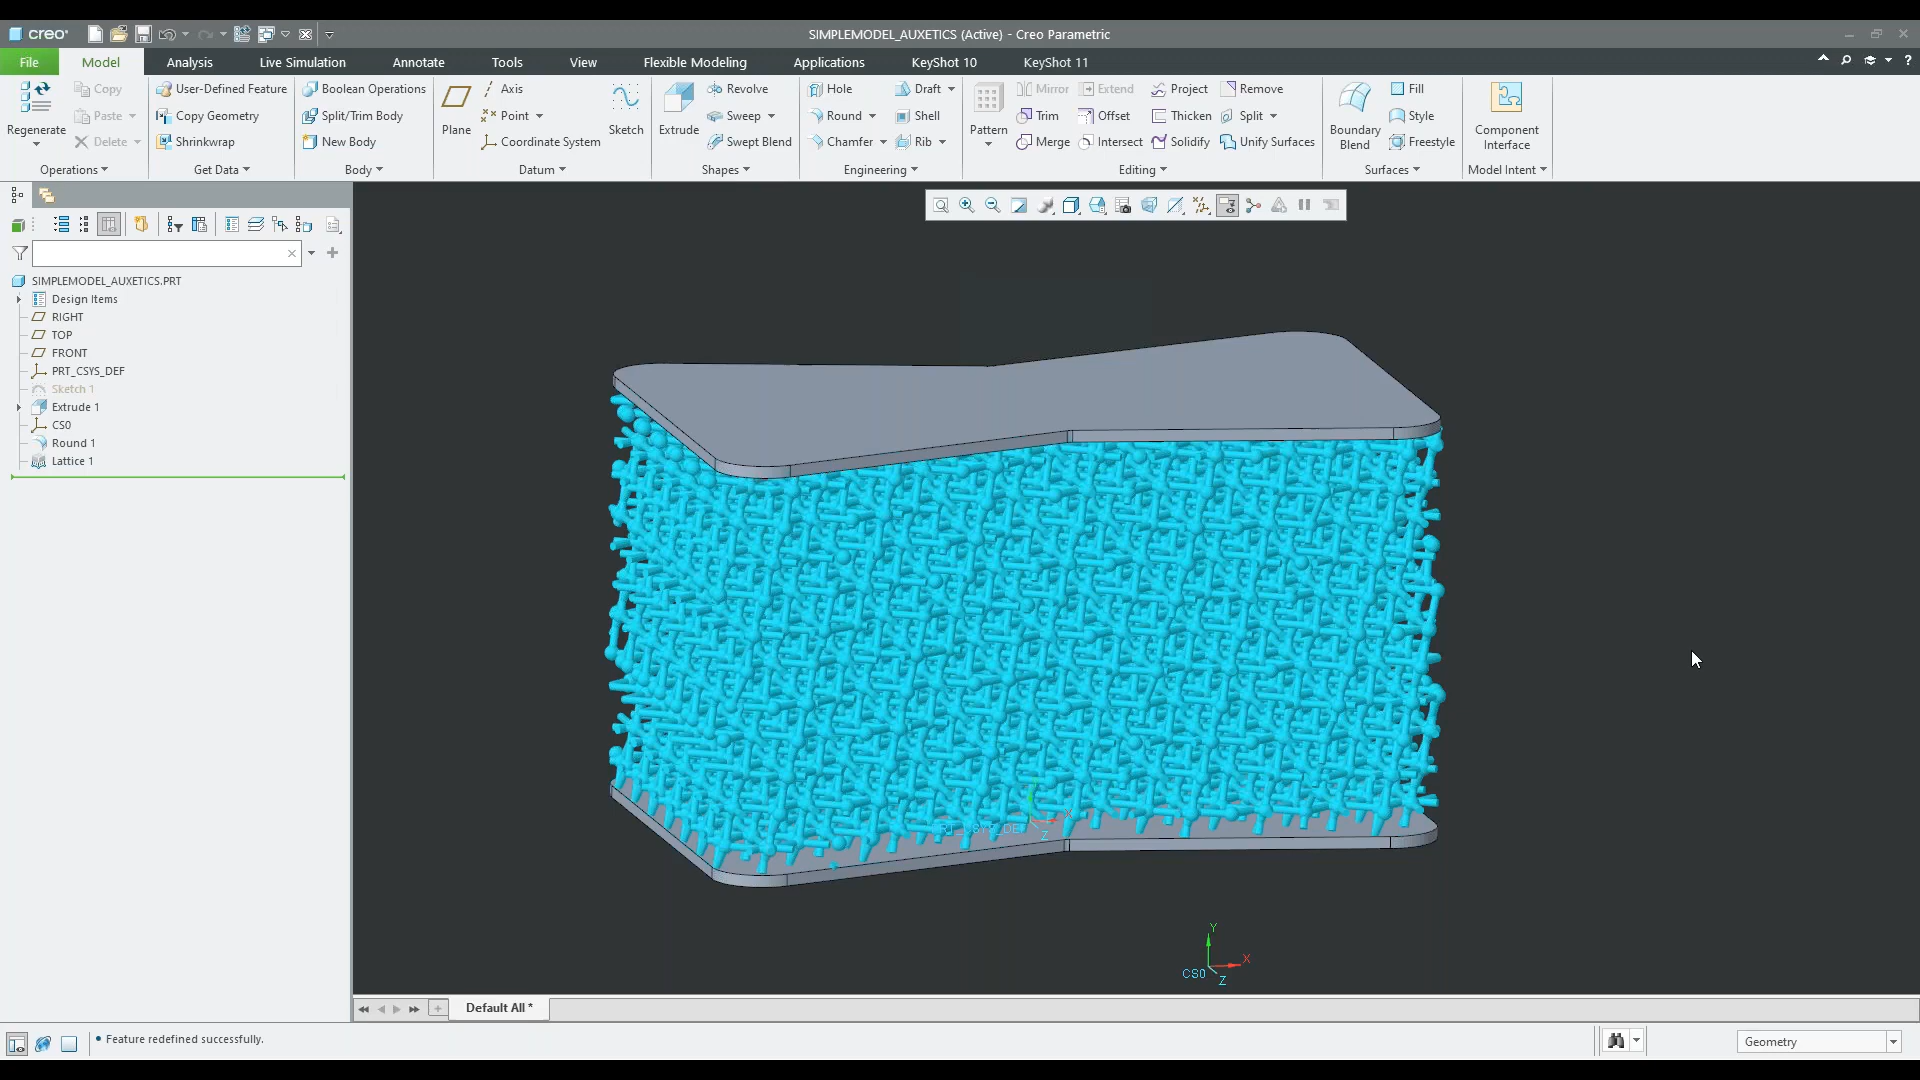 creo SIMPLEMODEL_AUXETICS (Active) - Creo Parametric
File Model Analysis Live Simulation Annotate Tools View Flexible Modeling Applications KeyShot 10 KeyShot 11
Copy User-Defined Feature Boolean Operations Axis Revolve Hole Draft Mirror Extend Project Remove Fill
Paste Copy Geometry Split/Trim Body Point Sweep Round Shell Trim Offset Thicken Split Style
Regenerate Plane Sketch Extrude Pattern Boundary Blend Component Interface
Delete Shrinkwrap New Body Coordinate System Swept Blend Chamfer Rib Merge Intersect Solidify Unify Surfaces Freestyle
Operations Get Data Body Datum Shapes Engineering Editing Surfaces Model Intent
SIMPLEMODEL_AUXETICS.PRT
Design Items
RIGHT
TOP
FRONT
PRT_CSYS_DEF
Sketch 1
Extrude 1
CS0
Round 1
Lattice 1
X
Z
Y
X
CS0
Z
Default All *
Feature redefined successfully.
Geometry